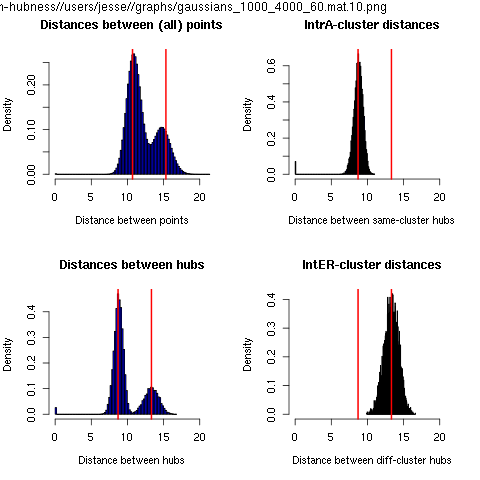 n-hubness//users/jesse//graphs/gaussians_1000_4000_60.mat.10.png
Distances between (all) points
IntrA-cluster distances
Density
0.00 0.10 0.20
0 5 10 15 20
Distance between points
Density
0.0 0.2 0.4 0.6
0 5 10 15 20
Distance between same-cluster hubs
Distances between hubs
IntER-cluster distances
Density
0.0 0.1 0.2 0.3 0.4
0 5 10 15 20
Distance between hubs
Density
0.0 0.1 0.2 0.3 0.4
0 5 10 15 20
Distance between diff-cluster hubs